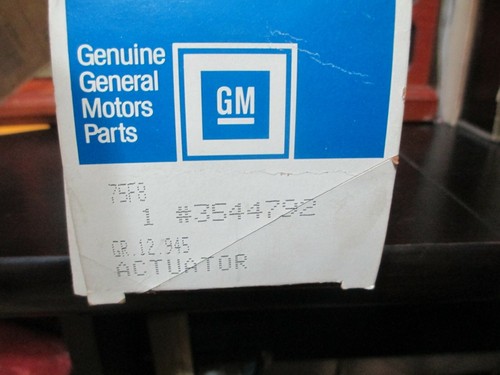 Genuine
General
Motors
Parts
GM
75F8
1 #3544792
GR.12.945
ACTUATOR